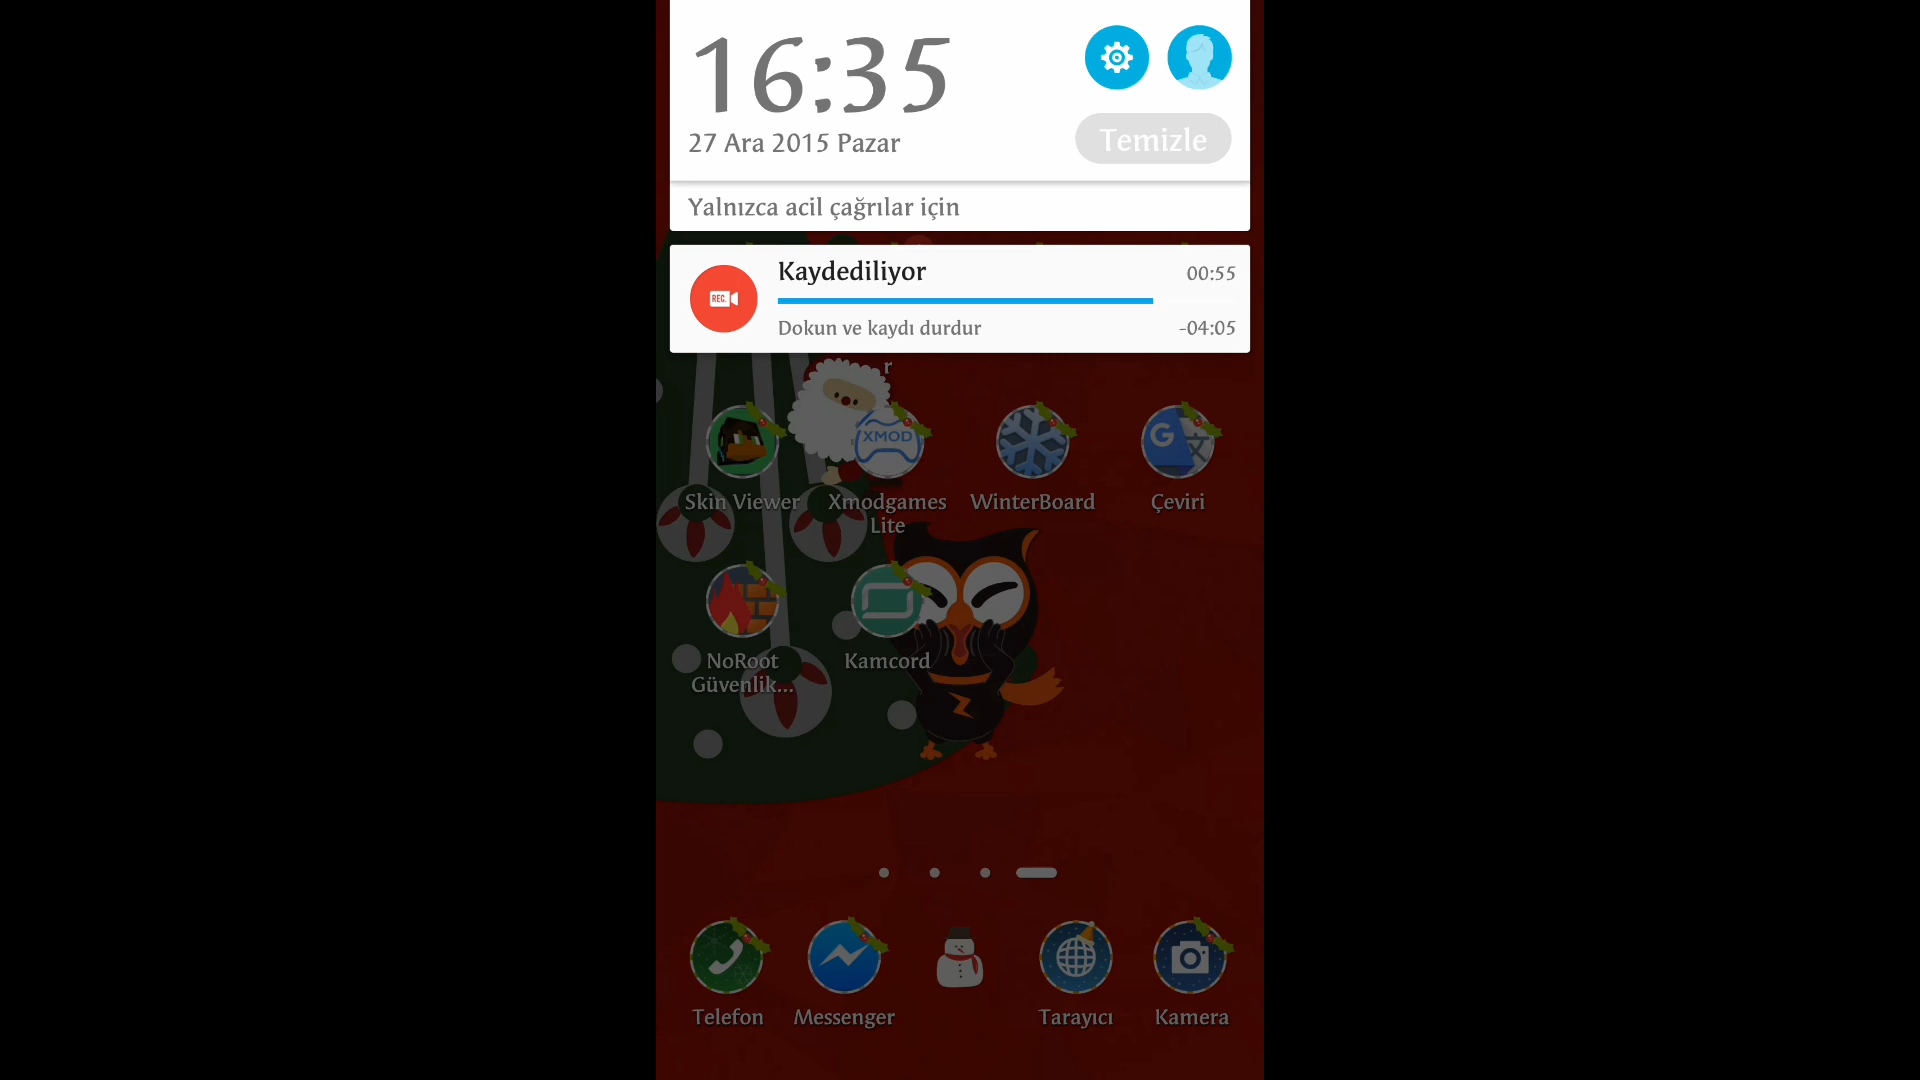 16:35
27 Ara 2015 Pazar
Temizle
Yalnızca acil çağrılar için
Kaydediliyor
00:55
REC.
Dokun ve kaydı durdur
-04:05
r
XMOD
G
Skin Viewer
Xmodgames
Lite
WinterBoard
Çeviri
NoRoot
Güvenlik...
Kamcord
Telefon
Messenger
Tarayıcı
Kamera